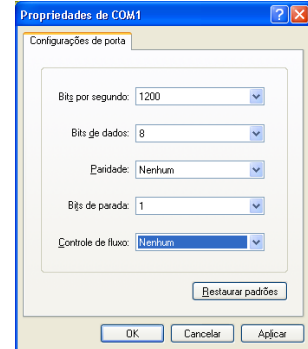 Propriedades de COM1
Configurações de porta
Bits por segundo: 1200
Bits de dados: 8
Paridade: Nenhum
Bits de parada: 1
Controle de fluxo: Nenhum
Restaurar padrões
OK Cancelar Aplicar